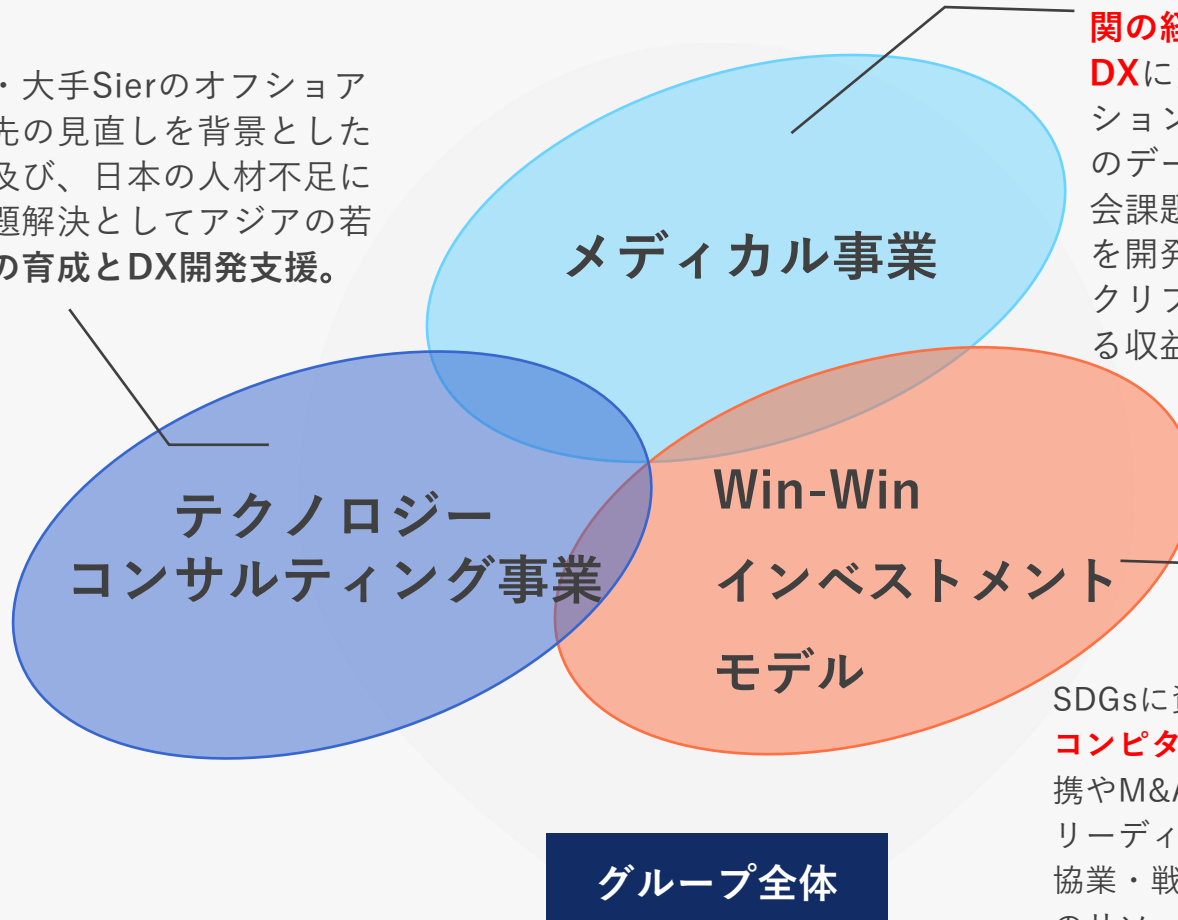 ・大手Sierのオフショア
先の見直しを背景とした
及び、日本の人材不足に
題解決としてアジアの若
の育成とDX開発支援。
関の経
DXに
ション
のデー
会課題
を開発
クリプ
る収益
メディカル事業
テクノロジー
コンサルティング事業
Win-Win
インベストメント
モデル
SDGsに資
コンピタ
携やM&A
リーディ
協業・戦
グループ全体